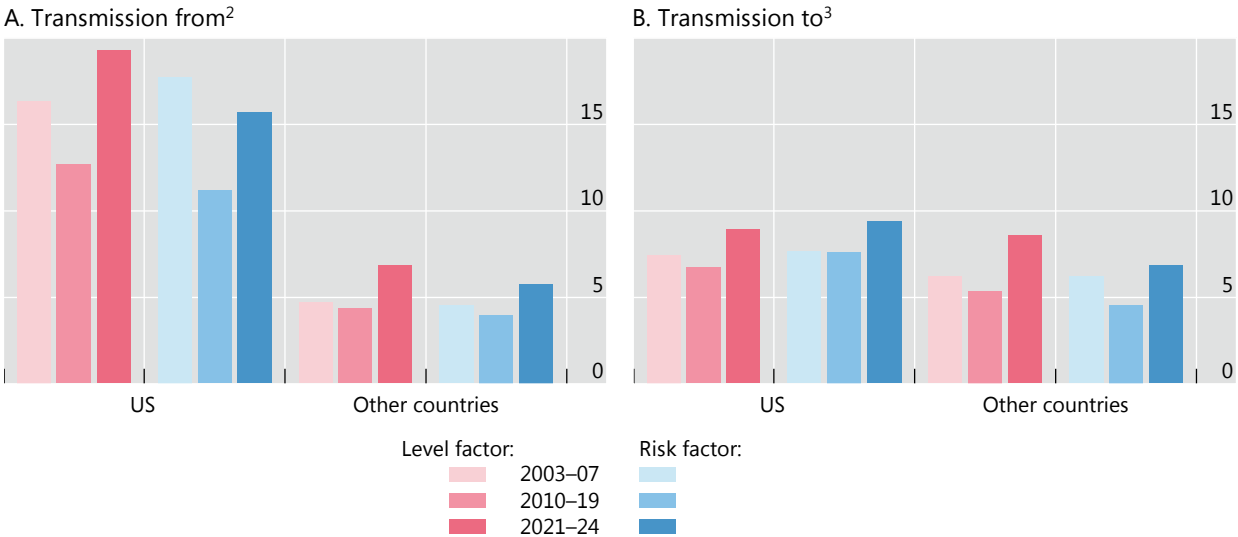 A. Transmission from²
15
10
5
0
US Other countries
B. Transmission to³
15
10
5
0
US Other countries
Level factor: Risk factor:
2003–07
2010–19
2021–24